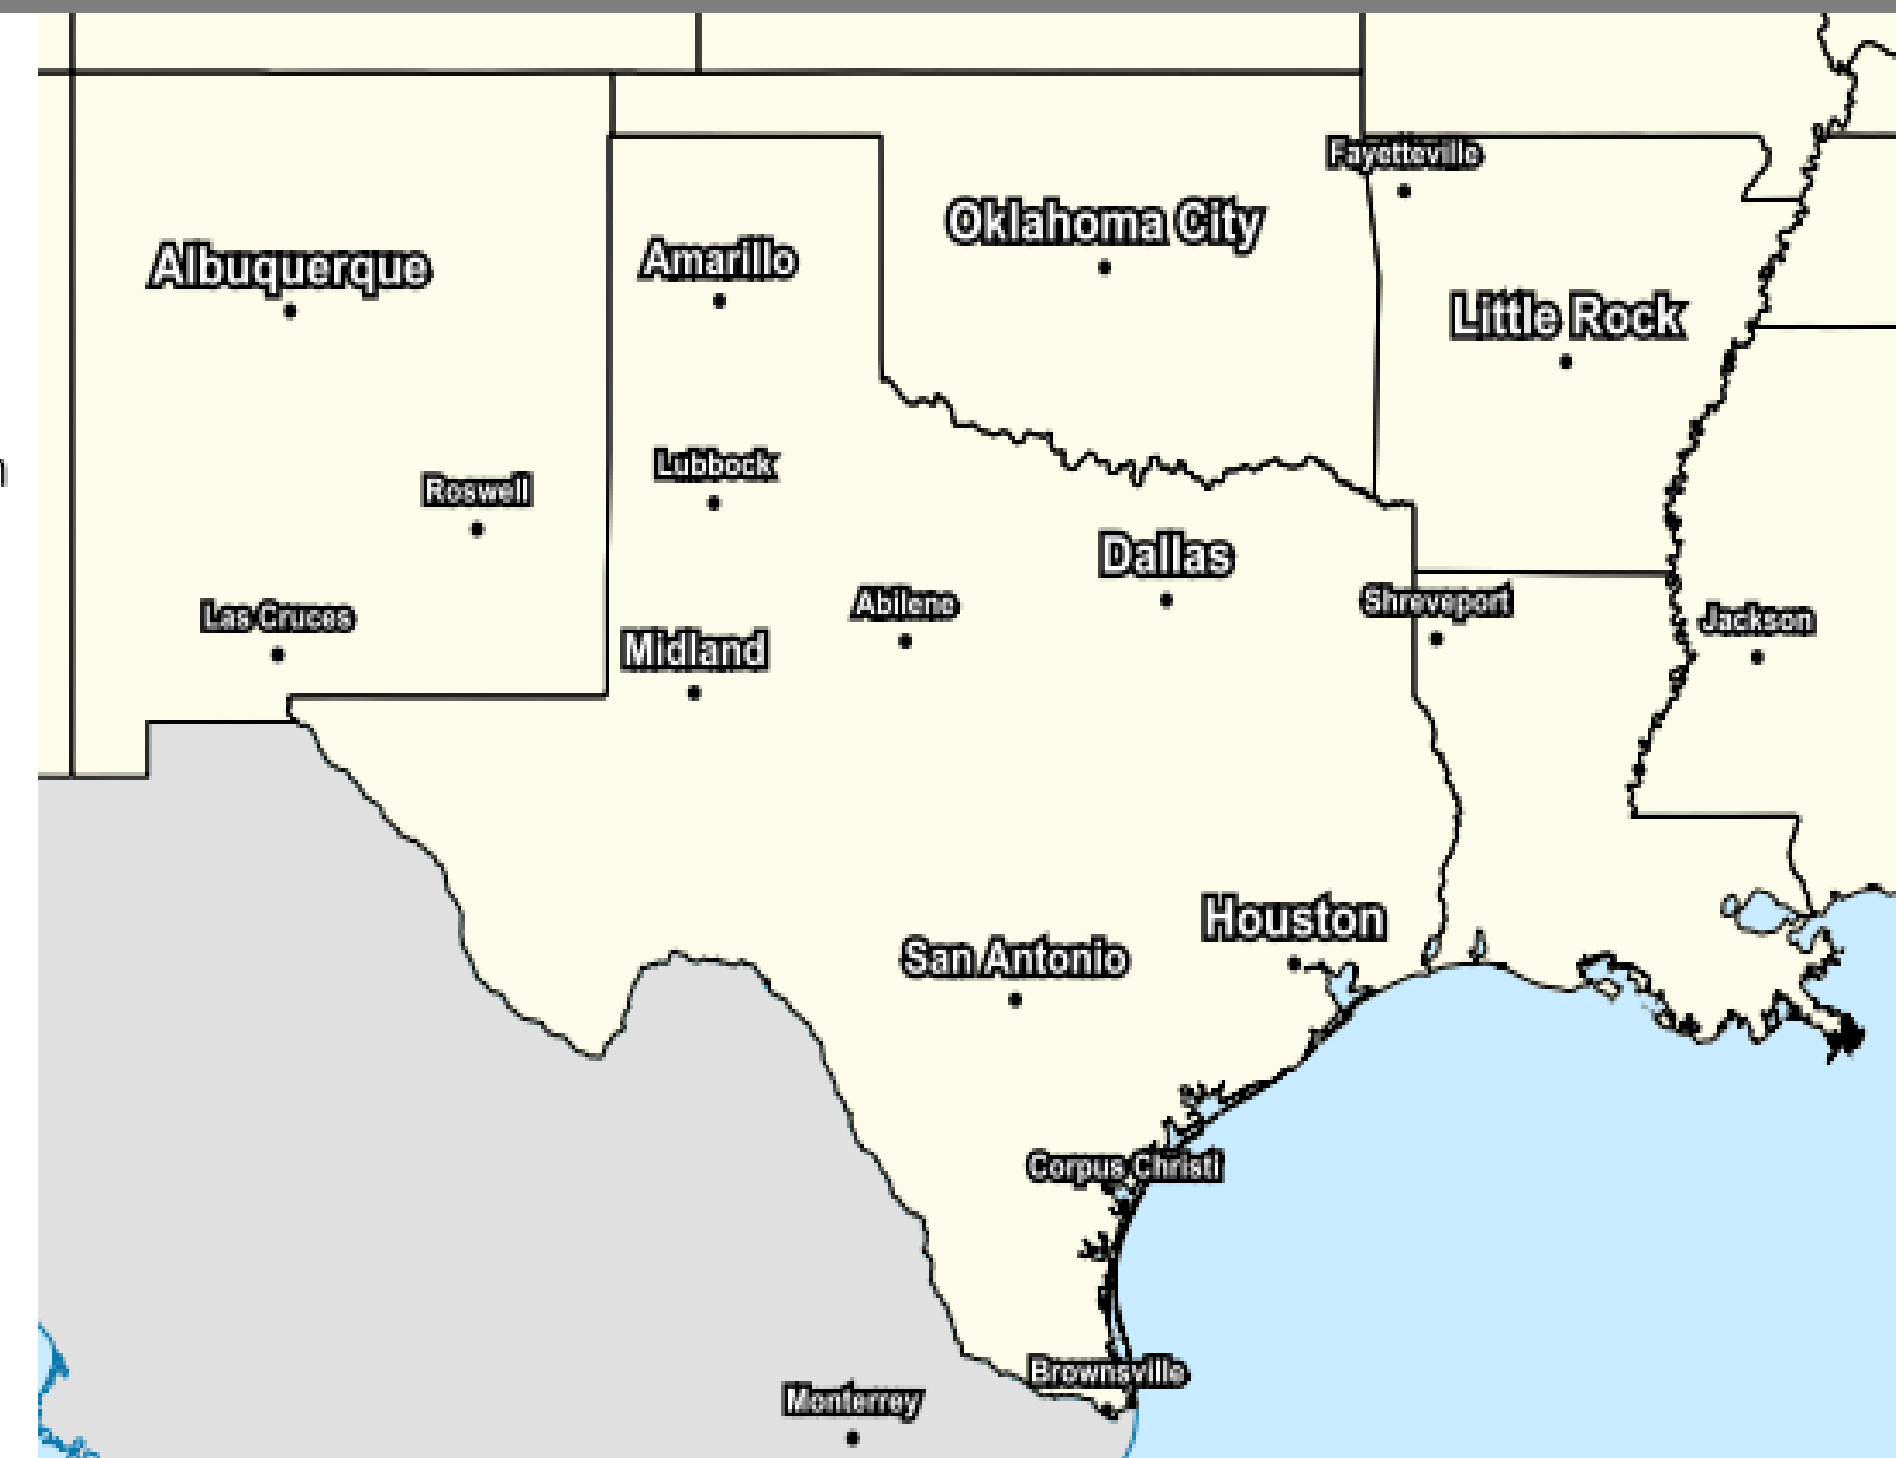 Fayetteville
Oklahoma City
Albuquerque
Amarillo
Little Rock
Lubbock
Roswell
Dallas
Abilene
Shreveport
Las Cruces
Jackson
Midland
Houston
San Antonio
Corpus Christi
Brownsville
Monterrey